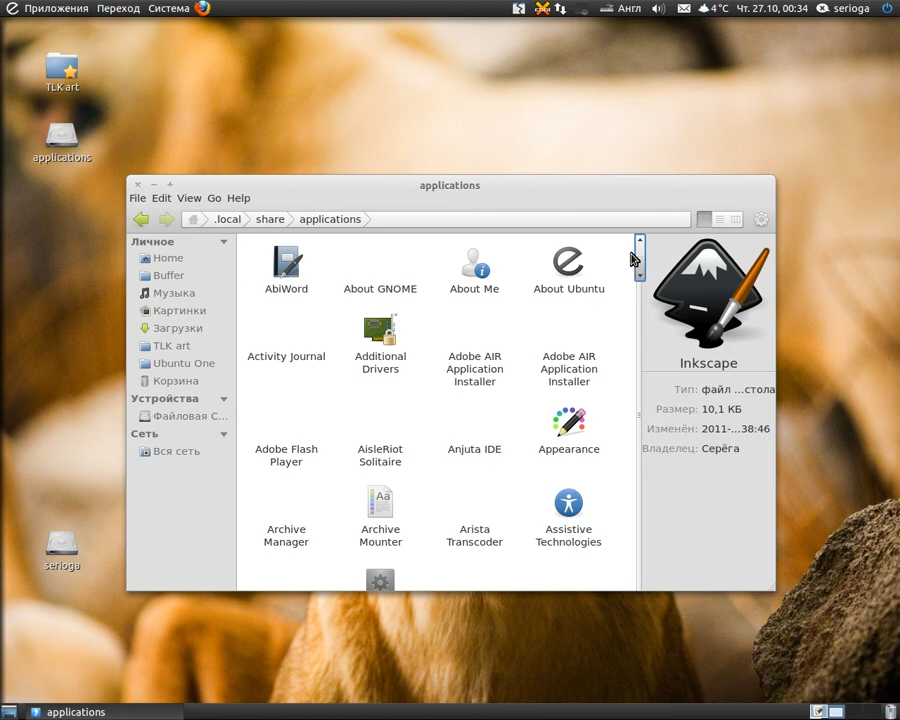 Приложения Переход Система
Англ
4 °C Чт. 27.10, 00:34 serioga
TLK art
applications
applications
File Edit View Go Help
.local share applications
Личное
Home
Buffer
Музыка
Картинки
Загрузки
TLK art
Ubuntu One
Корзина
Устройства
Файловая С...
Сеть
Вся сеть
AbiWord About GNOME About Me About Ubuntu
Activity Journal Additional Drivers Adobe AIR Application Installer Adobe AIR Application Installer
Adobe Flash Player AisleRiot Solitaire Anjuta IDE Appearance
Aa
Archive Manager Archive Mounter Arista Transcoder Assistive Technologies
Inkscape
Тип: файл ...стола
Размер: 10,1 КБ
Изменён: 2011-...38:46
Владелец: Серёга
serioga
applications